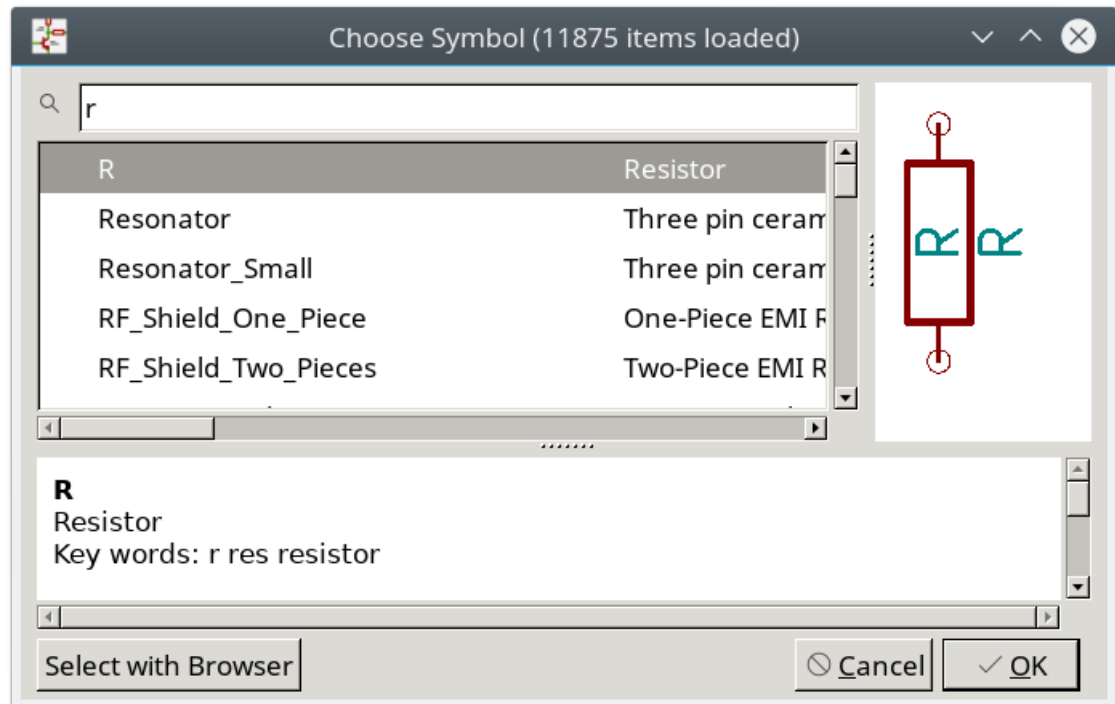 Choose Symbol (11875 items loaded)
r
R Resistor
Resonator Three pin ceram
Resonator_Small Three pin ceram
RF_Shield_One_Piece One-Piece EMI R
RF_Shield_Two_Pieces Two-Piece EMI R
R R
R
Resistor
Key words: r res resistor
Select with Browser Cancel OK